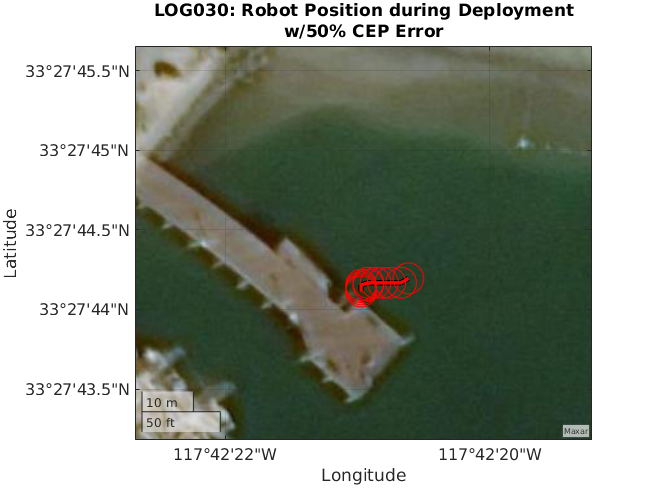 LOG030: Robot Position during Deployment
w/50% CEP Error
Latitude
33°27'45.5"N
33°27'45"N
33°27'44.5"N
33°27'44"N
33°27'43.5"N
10 m
50 ft
Maxar
117°42'22"W
117°42'20"W
Longitude